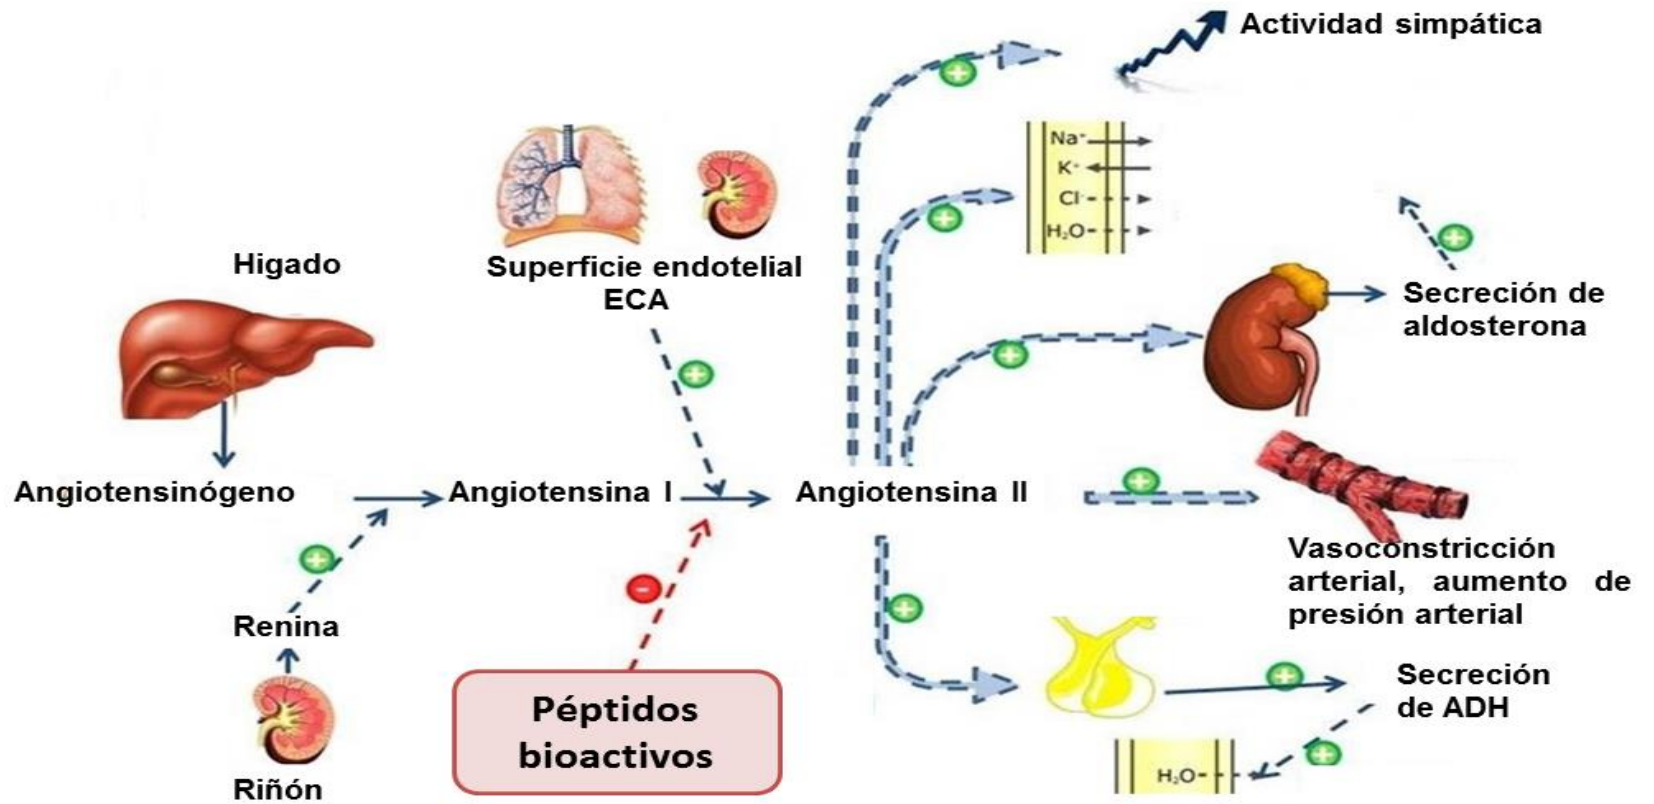 Actividad simpática
Na+
K+
Cl-
H₂O
Higado
Superficie endotelial
ECA
Secreción de
aldosterona
Angiotensinógeno
Angiotensina I
Angiotensina II
Vasoconstricción
arterial, aumento de
presión arterial
Renina
Péptidos
bioactivos
Secreción
de ADH
H₂O
Riñón